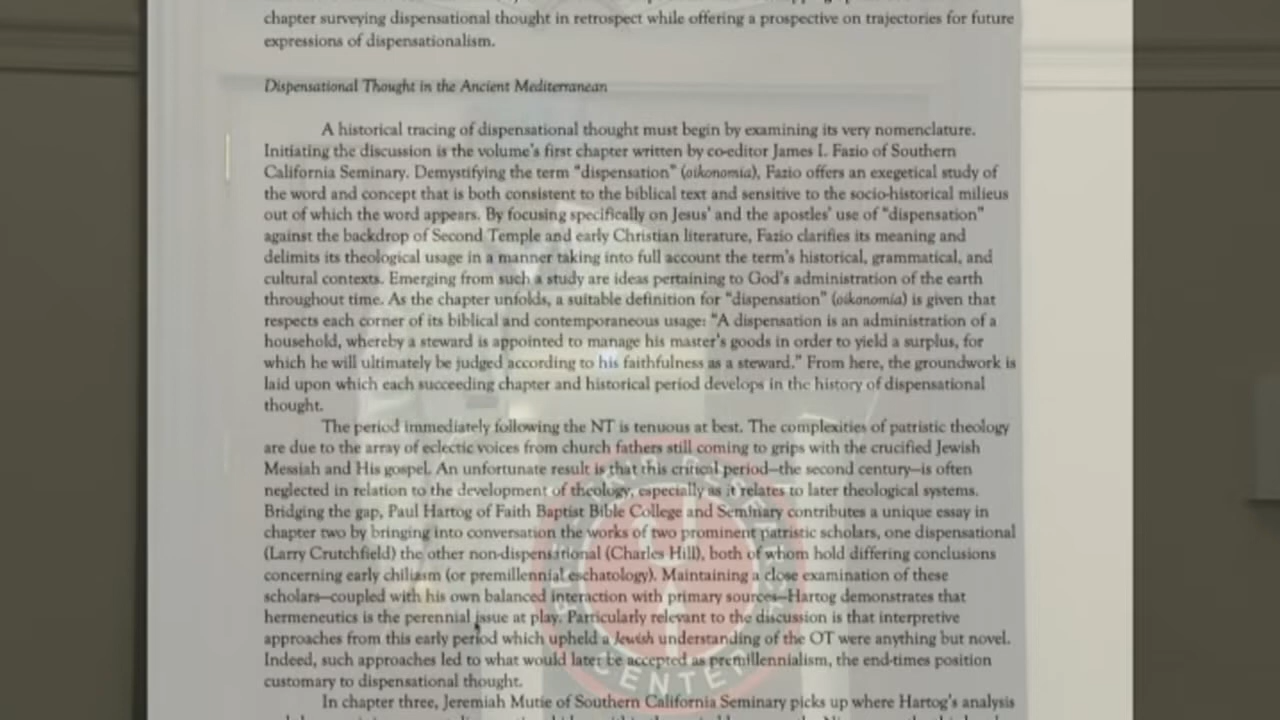 chapter surveying dispensational thought in retrospect while offering a prospective on trajectories for future
expressions of dispensationalism.
Dispensational Thought in the Ancient Mediterranean
A historical tracing of dispensational thought must begin by examining its very nomenclature.
Initiating the discussion is the volume's first chapter written by co-editor James I. Fazio of Southern
California Seminary. Demystifying the term "dispensation" (oikonomia), Fazio offers an exegetical study of
the word and concept that is both consistent to the biblical text and sensitive to the socio-historical milieus
out of which the word appears. By focusing specifically on Jesus' and the apostles' use of "dispensation"
against the backdrop of Second Temple and early Christian literature, Fazio clarifies its meaning and
delimits its theological usage in a manner taking into full account the term's historical, grammatical, and
cultural contexts. Emerging from such a study are ideas pertaining to God's administration of the earth
throughout time. As the chapter unfolds, a suitable definition for "dispensation" (oikonomia) is given that
respects each corner of its biblical and contemporaneous usage: "A dispensation is an administration of a
household, whereby a steward is appointed to manage his master's goods in order to yield a surplus, for
which he will ultimately be judged according to his faithfulness as a steward." From here, the groundwork is
laid upon which each succeeding chapter and historical period develops in the history of dispensational
thought.
The period immediately following the NT is tenuous at best. The complexities of patristic theology
are due to the array of eclectic voices from church fathers still coming to grips with the crucified Jewish
Messiah and His gospel. An unfortunate result is that this critical period—the second century—is often
neglected in relation to the development of theology, especially as it relates to later theological systems.
Bridging the gap, Paul Hartog of Faith Baptist Bible College and Seminary contributes a unique essay in
chapter two by bringing into conversation the works of two prominent patristic scholars, one dispensational
(Larry Crutchfield) the other non-dispensational (Charles Hill), both of whom hold differing conclusions
concerning early chiliasm (or premillennial eschatology). Maintaining a close examination of these
scholars—coupled with his own balanced interaction with primary sources—Hartog demonstrates that
hermeneutics is the perennial issue at play. Particularly relevant to the discussion is that interpretive
approaches from this early period which upheld a Jewish understanding of the OT were anything but novel.
Indeed, such approaches led to what would later be accepted as premillennialism, the end-times position
customary to dispensational thought.
In chapter three, Jeremiah Mutie of Southern California Seminary picks up where Hartog's analysis
CENTER